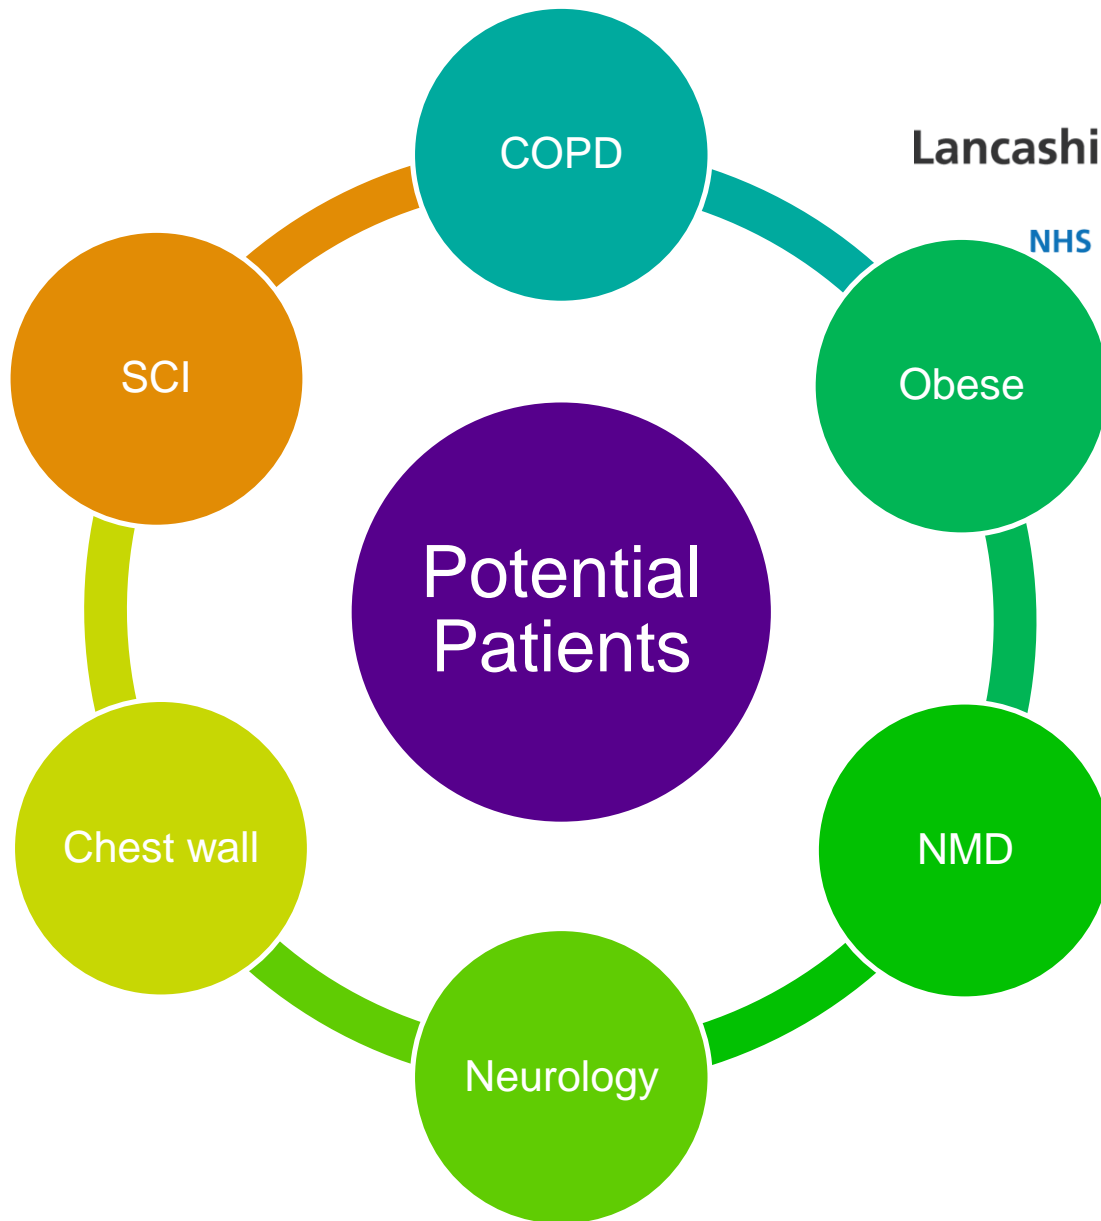 COPD
Lancashi
NHS
SCI
Obese
Potential
Patients
Chest wall
NMD
Neurology